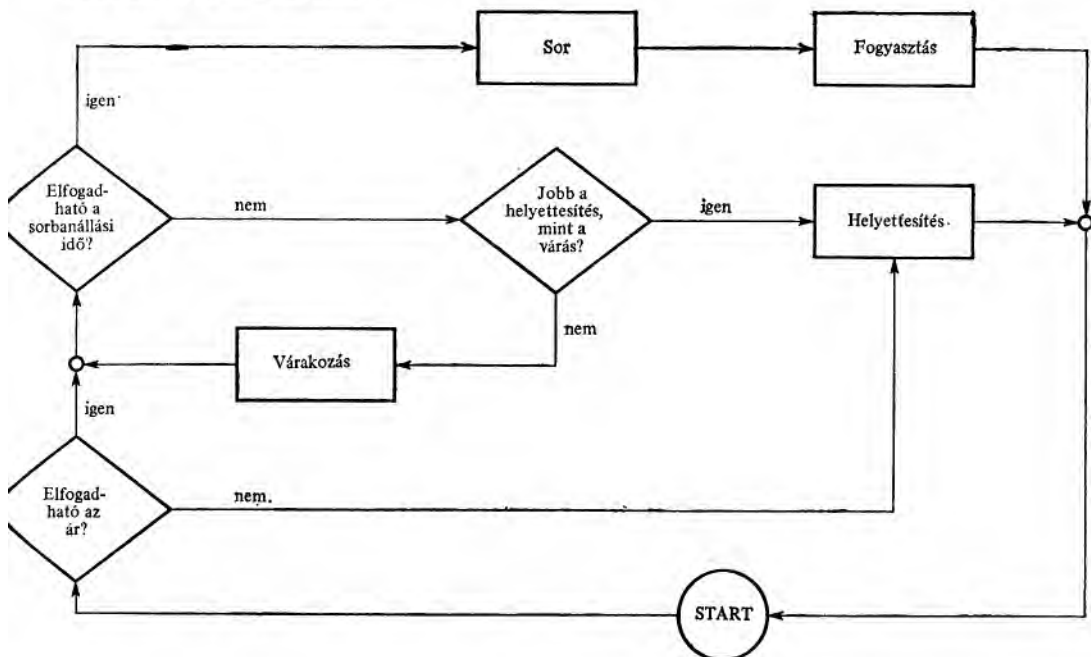 Sor
Fogyasztás
igen
Elfogad-
ható a
sorbanállási
idő?
nem
Jobb a
helyettesítés,
mint a
várás?
igen
Helyettesítés
nem
Várakozás
igen
Elfogad-
ható az
ár?
nem.
START